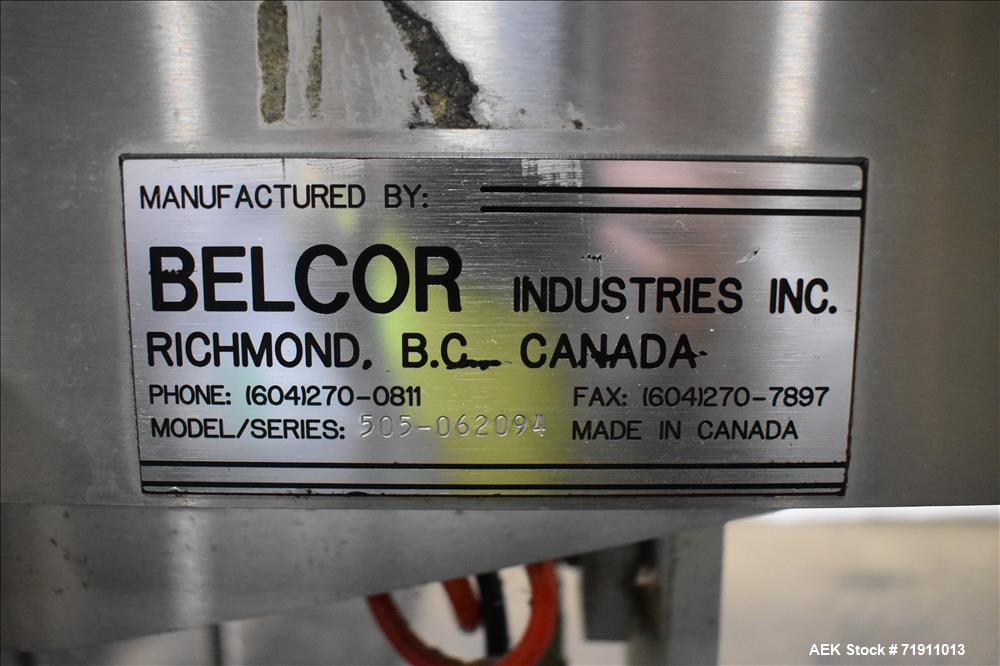 MANUFACTURED BY:
BELCOR INDUSTRIES INC.
RICHMOND, B.C. CANADA
PHONE: (604)270-0811 FAX: (604)270-7897
MODEL/SERIES: 505-062094 MADE IN CANADA
AEK Stock #71911013